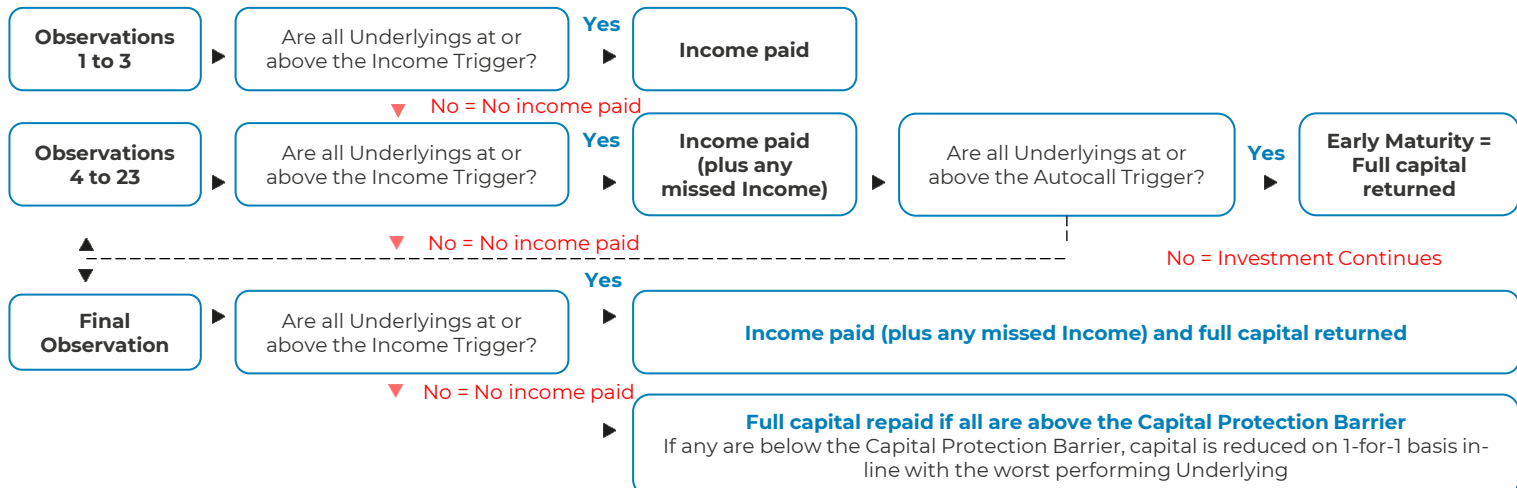 Observations
1 to 3
Are all Underlyings at or
above the Income Trigger?
Yes
Income paid
No = No income paid
Observations
4 to 23
Are all Underlyings at or
above the Income Trigger?
Yes
Income paid
(plus any
missed Income)
Are all Underlyings at or
above the Autocall Trigger?
Yes
Early Maturity =
Full capital
returned
No = No income paid
No = Investment Continues
Final
Observation
Are all Underlyings at or
above the Income Trigger?
Yes
Income paid (plus any missed Income) and full capital returned
No = No income paid
Full capital repaid if all are above the Capital Protection Barrier
If any are below the Capital Protection Barrier, capital is reduced on 1-for-1 basis in-
line with the worst performing Underlying